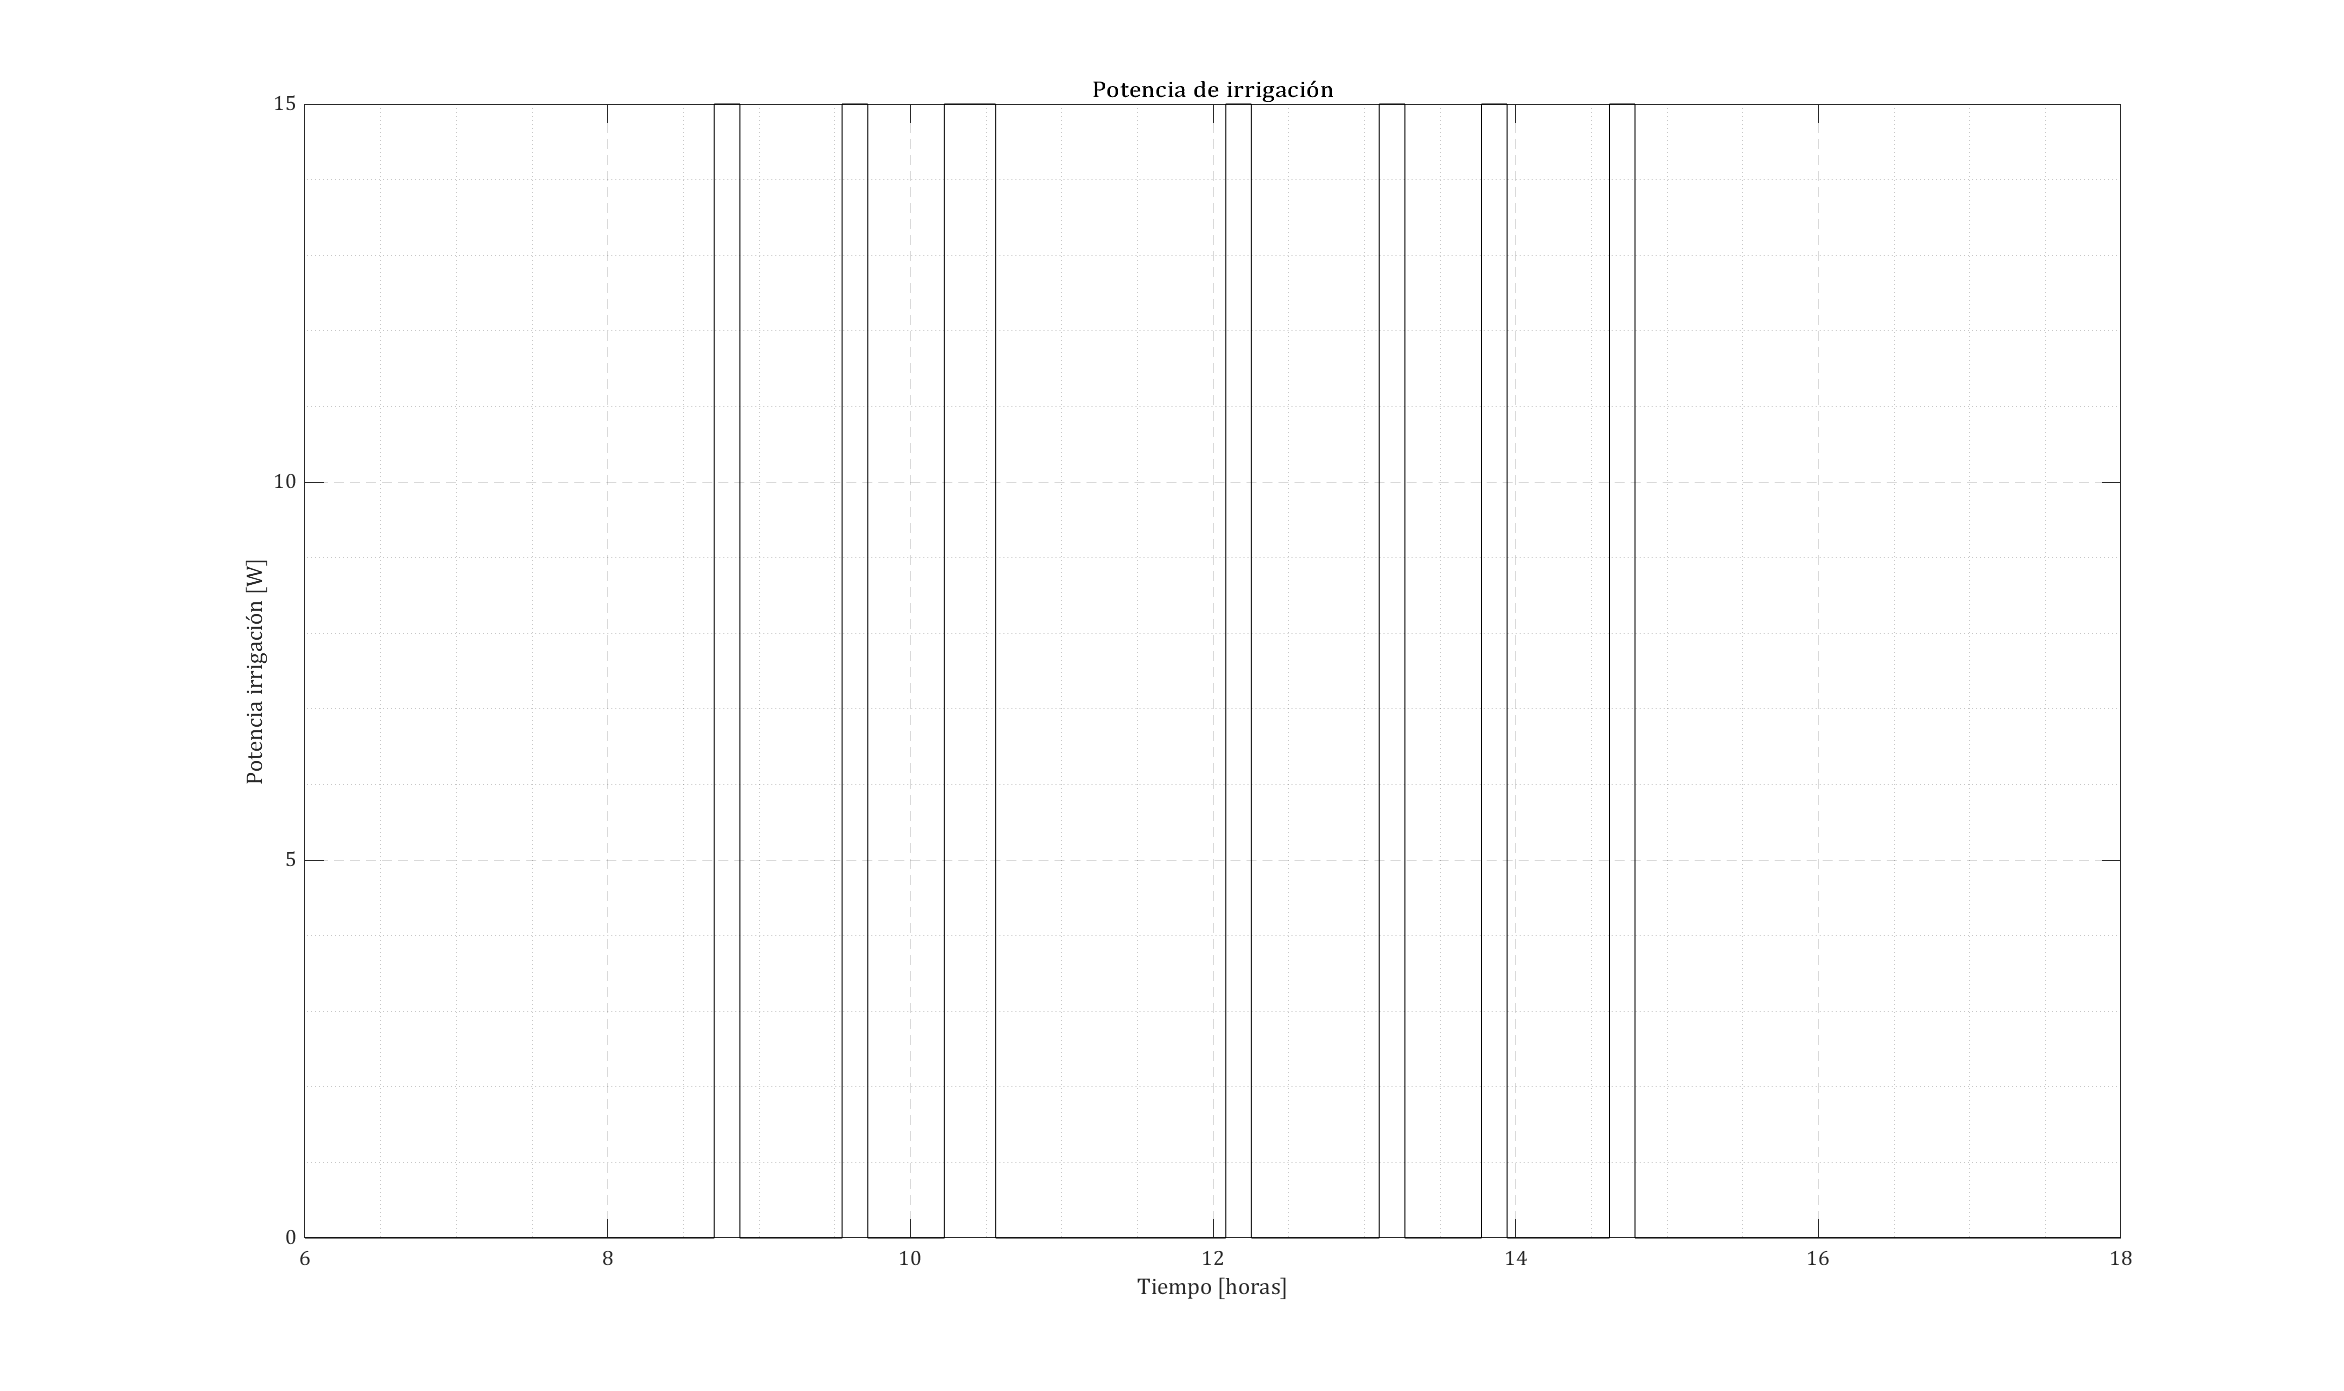 Potencia de irrigación
15
10
5
0
Potencia irrigación [W]
6 8 10 12 14 16 18
Tiempo [horas]